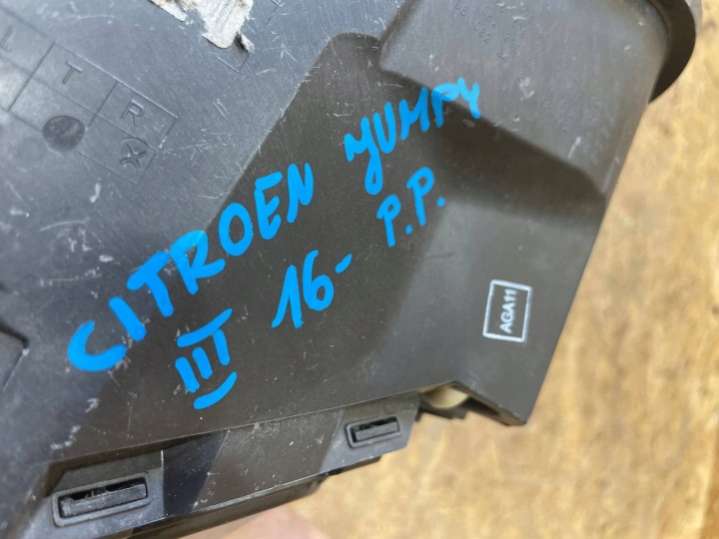 L T R
CITROEN JUMPY
III 16- P.P.
AGA11